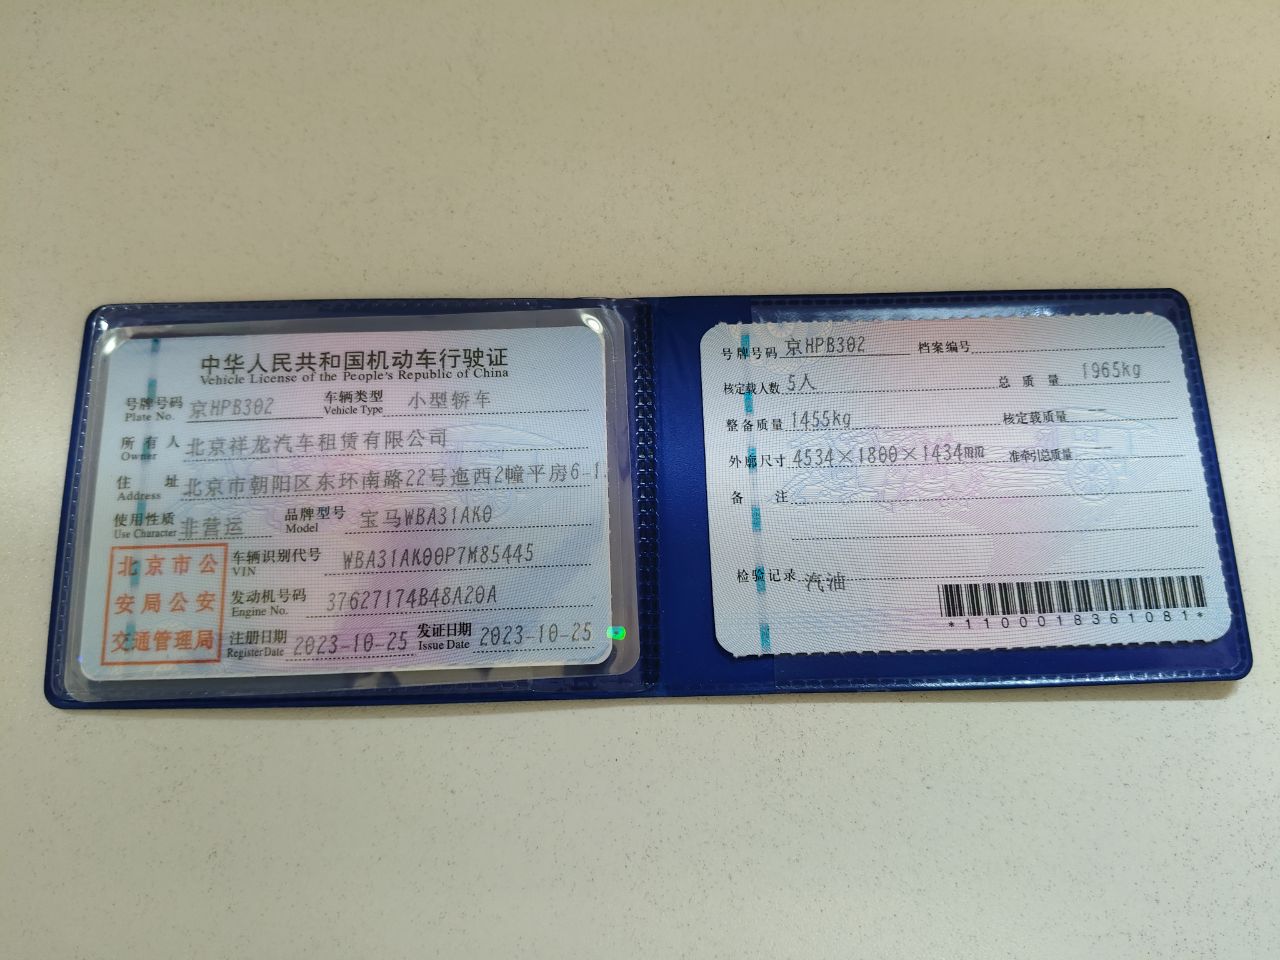 中华人民共和国机动车行驶证
Vehicle License of the People's Republic of China
号牌号码 京HPB302 车辆类型 小型轿车
Plate No. Vehicle Type
所有人 北京祥龙汽车租赁有限公司
Owner
住址 北京市朝阳区东环南路22号迤西2幢平房6-1
Address
使用性质 非营运 品牌型号 宝马WBA31AK0
Use Character Model
北京市公安局公安交通管理局
车辆识别代号 WBA31AK00P7M85445
VIN
发动机号码 37627174B48A20A
Engine No.
注册日期 2023-10-25 发证日期 2023-10-25
Register Date Issue Date
号牌号码 京HPB302 档案编号
核定载人数 5人 总质量 1965kg
整备质量 1455kg 核定载质量
外廓尺寸 4534×1800×1434mm 准牵引总质量
备注
检验记录 汽油
*1100018361081*